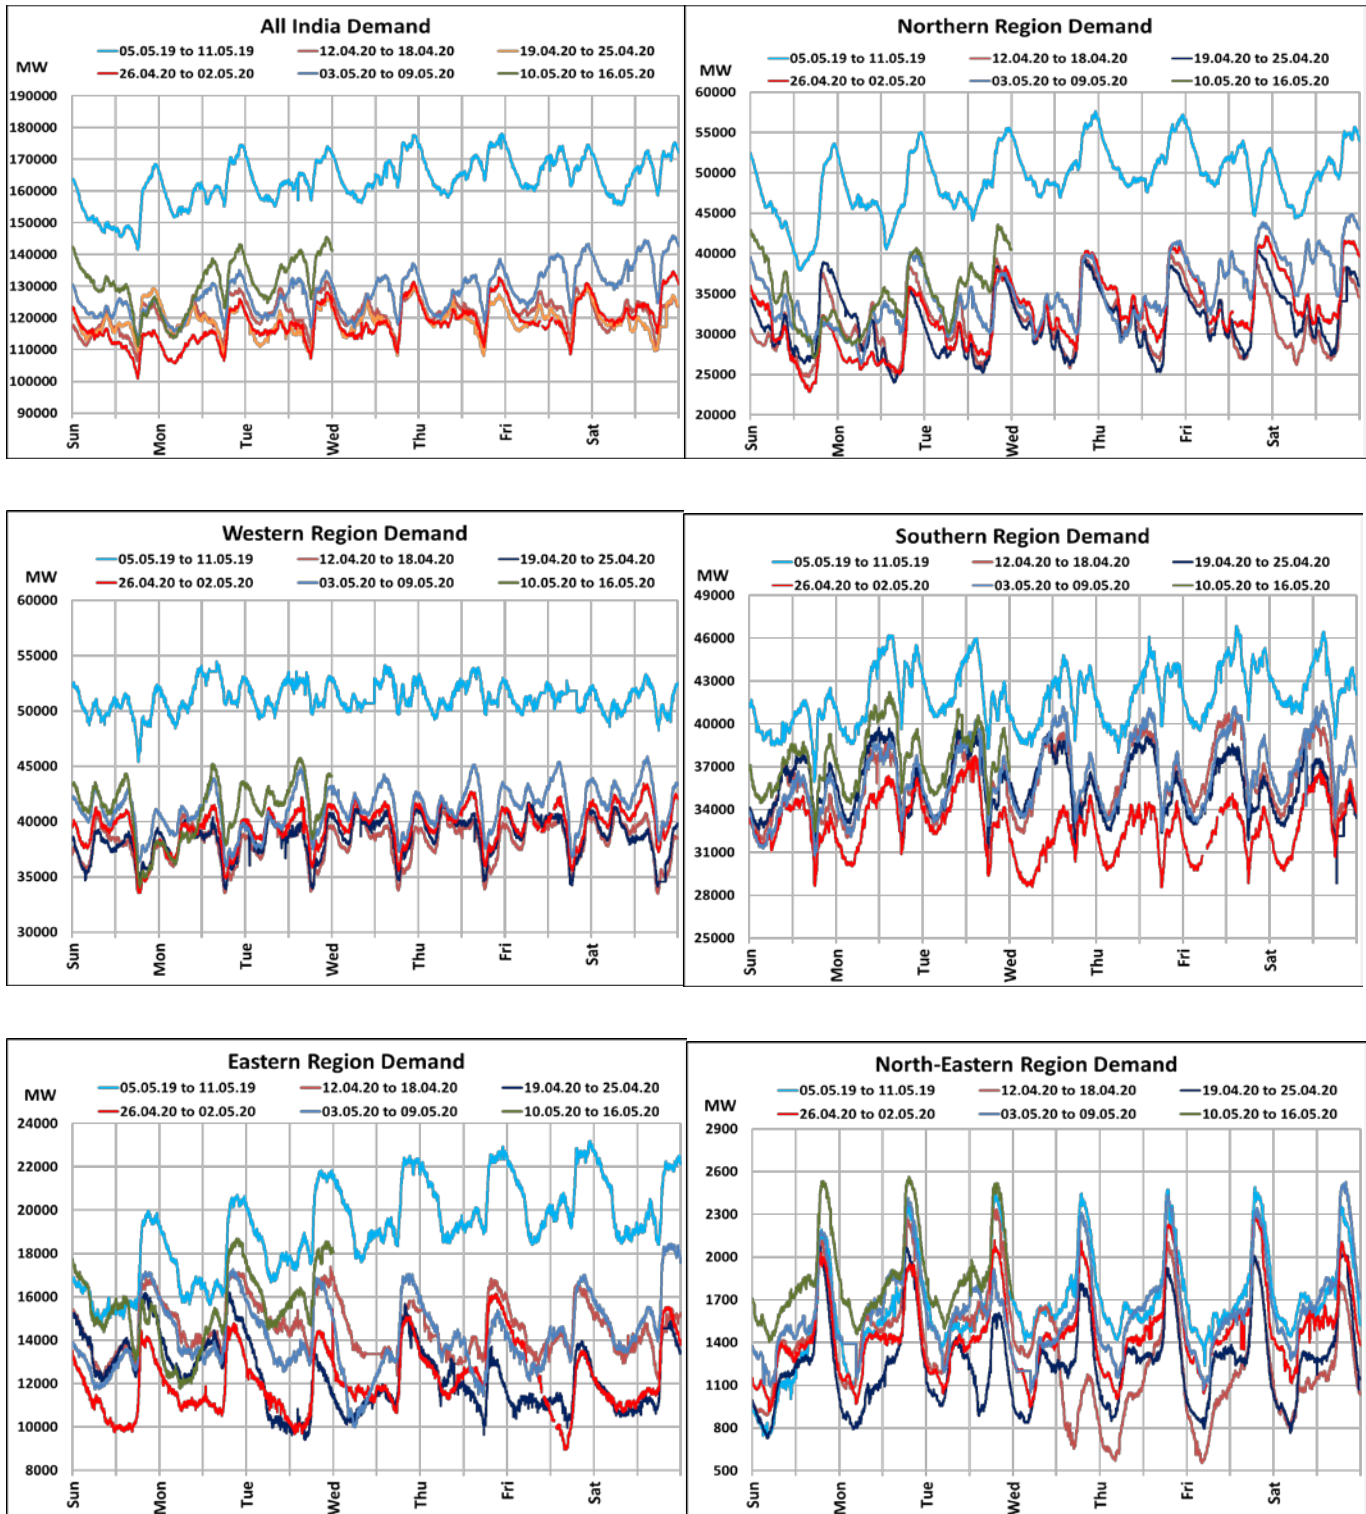 All India Demand
05.05.19 to 11.05.19 12.04.20 to 18.04.20 19.04.20 to 25.04.20
26.04.20 to 02.05.20 03.05.20 to 09.05.20 10.05.20 to 16.05.20
MW
190000
180000
170000
160000
150000
140000
130000
120000
110000
100000
90000
Sun Mon Tue Wed Thu Fri Sat
Northern Region Demand
05.05.19 to 11.05.19 12.04.20 to 18.04.20 19.04.20 to 25.04.20
26.04.20 to 02.05.20 03.05.20 to 09.05.20 10.05.20 to 16.05.20
MW
60000
55000
50000
45000
40000
35000
30000
25000
20000
Sun Mon Tue Wed Thu Fri Sat
Western Region Demand
05.05.19 to 11.05.19 12.04.20 to 18.04.20 19.04.20 to 25.04.20
26.04.20 to 02.05.20 03.05.20 to 09.05.20 10.05.20 to 16.05.20
MW
60000
55000
50000
45000
40000
35000
30000
Sun Mon Tue Wed Thu Fri Sat
Southern Region Demand
05.05.19 to 11.05.19 12.04.20 to 18.04.20 19.04.20 to 25.04.20
26.04.20 to 02.05.20 03.05.20 to 09.05.20 10.05.20 to 16.05.20
MW
49000
46000
43000
40000
37000
34000
31000
28000
25000
Sun Mon Tue Wed Thu Fri Sat
Eastern Region Demand
05.05.19 to 11.05.19 12.04.20 to 18.04.20 19.04.20 to 25.04.20
26.04.20 to 02.05.20 03.05.20 to 09.05.20 10.05.20 to 16.05.20
MW
24000
22000
20000
18000
16000
14000
12000
10000
8000
Sun Mon Tue Wed Thu Fri Sat
North-Eastern Region Demand
05.05.19 to 11.05.19 12.04.20 to 18.04.20 19.04.20 to 25.04.20
26.04.20 to 02.05.20 03.05.20 to 09.05.20 10.05.20 to 16.05.20
MW
2900
2600
2300
2000
1700
1400
1100
800
500
Sun Mon Tue Wed Thu Fri Sat